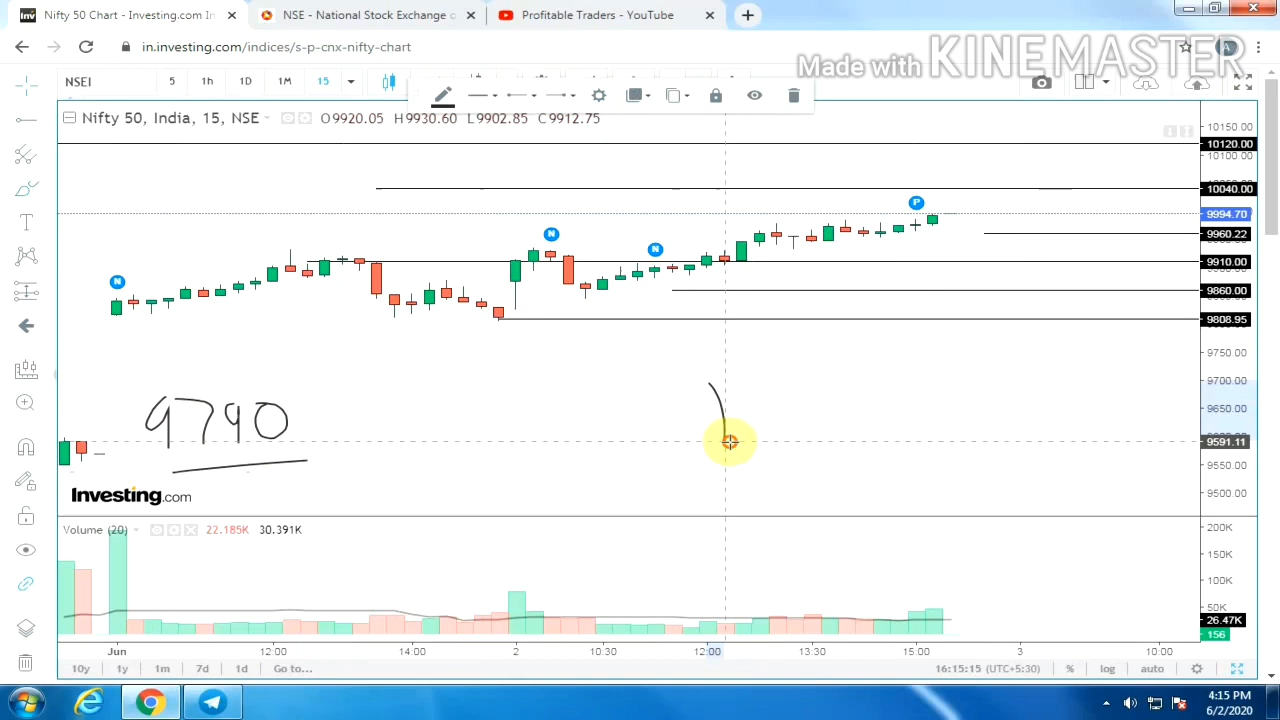 Nifty 50 Chart - Investing.com In
NSE - National Stock Exchange o
Profitable Traders - YouTube
in.investing.com/indices/s-p-cnx-nifty-chart
A
Made with KINEMASTER
NSEI 5 1h 1D 1M 15
Nifty 50, India, 15, NSE O9920.05 H9930.60 L9902.85 C9912.75
10150.00
10120.00
10100.00
10040.00
P
9994.70
N
9960.22
N
9910.00
N
9860.00
9808.95
9750.00
9700.00
9790
9650.00
9591.11
9550.00
9500.00
Investing.com
Volume (20) 22.185K 30.391K
200K
150K
100K
50K
26.47K
156
Jun 12:00 14:00 2 10:30 12:00 13:30 15:00 3 10:00
10y 1y 1m 7d 1d Go to... 16:15:15 (UTC+5:30) % log auto
4:15 PM
6/2/2020